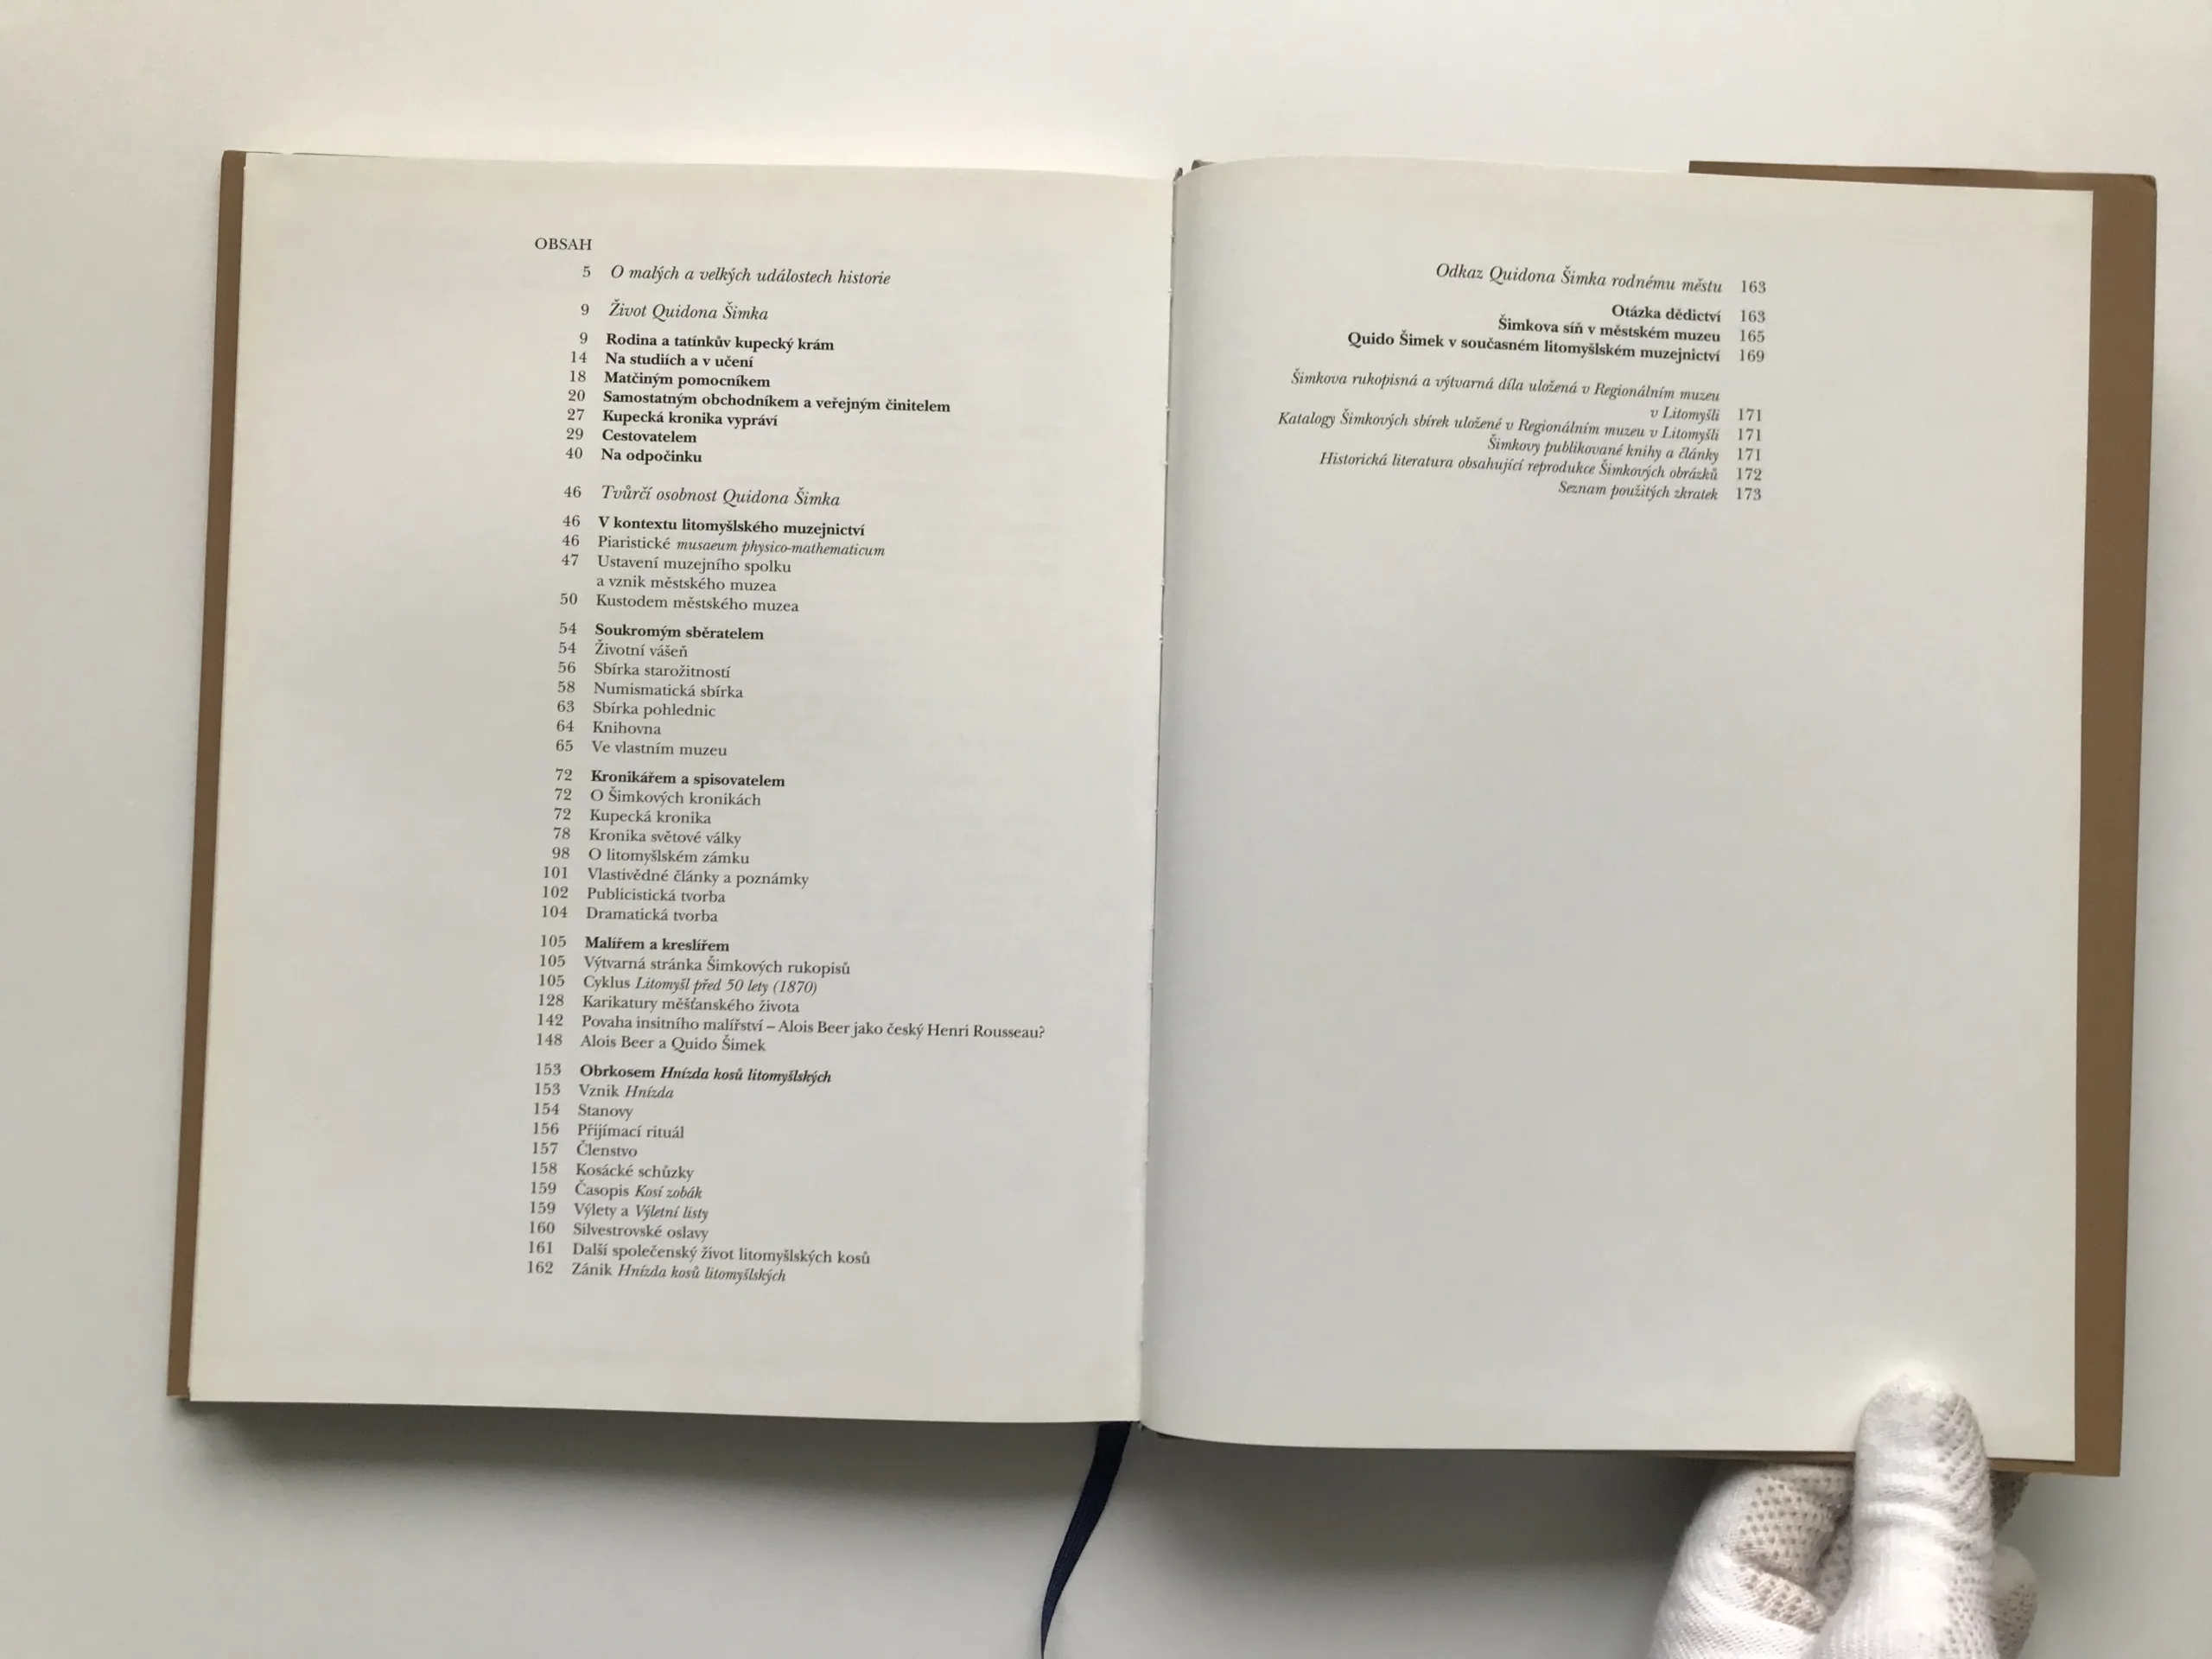 OBSAH
5 O malých a velkých událostech historie
9 Život Quidona Šimka
9 Rodina a tatínkův kupecký krám
14 Na studiích a v učení
18 Matčiným pomocníkem
20 Samostatným obchodníkem a veřejným činitelem
27 Kupecká kronika vypráví
29 Cestovatelem
40 Na odpočinku
46 Tvůrčí osobnost Quidona Šimka
46 V kontextu litomyšlského muzejnictví
46 Piaristické musaeum physico-mathematicum
47 Ustavení muzejního spolku
a vznik městského muzea
50 Kustodem městského muzea
54 Soukromým sběratelem
54 Životní vášeň
56 Sbírka starožitností
58 Numismatická sbírka
63 Sbírka pohlednic
64 Knihovna
65 Ve vlastním muzeu
72 Kronikářem a spisovatelem
72 O Šimkových kronikách
72 Kupecká kronika
78 Kronika světové války
98 O litomyšlském zámku
101 Vlastivědné články a poznámky
102 Publicistická tvorba
104 Dramatická tvorba
105 Malířem a kreslířem
105 Výtvarná stránka Šimkových rukopisů
105 Cyklus Litomyšl před 50 lety (1870)
128 Karikatury měšťanského života
142 Povaha insitního malířství – Alois Beer jako český Henri Rousseau?
148 Alois Beer a Quido Šimek
153 Obrkosem Hnízda kosů litomyšlských
153 Vznik Hnízda
154 Stanovy
156 Přijímací rituál
157 Členstvo
158 Kosácké schůzky
159 Časopis Kosí zobák
159 Výlety a Výletní listy
160 Silvestrovské oslavy
161 Další společenský život litomyšlských kosů
162 Zánik Hnízda kosů litomyšlských
Odkaz Quidona Šimka rodnému městu 163
Otázka dědictví 163
Šimkova síň v městském muzeu 165
Quido Šimek v současném litomyšlském muzejnictví 169
Šimkova rukopisná a výtvarná díla uložená v Regionálním muzeu
v Litomyšli 171
Katalogy Šimkových sbírek uložené v Regionálním muzeu v Litomyšli 171
Šimkovy publikované knihy a články 171
Historická literatura obsahující reprodukce Šimkových obrázků 172
Seznam použitých zkratek 173